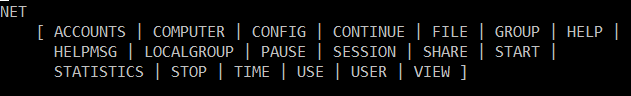 NET
[ ACCOUNTS | COMPUTER | CONFIG | CONTINUE | FILE | GROUP | HELP |
HELPMSG | LOCALGROUP | PAUSE | SESSION | SHARE | START |
STATISTICS | STOP | TIME | USE | USER | VIEW ]